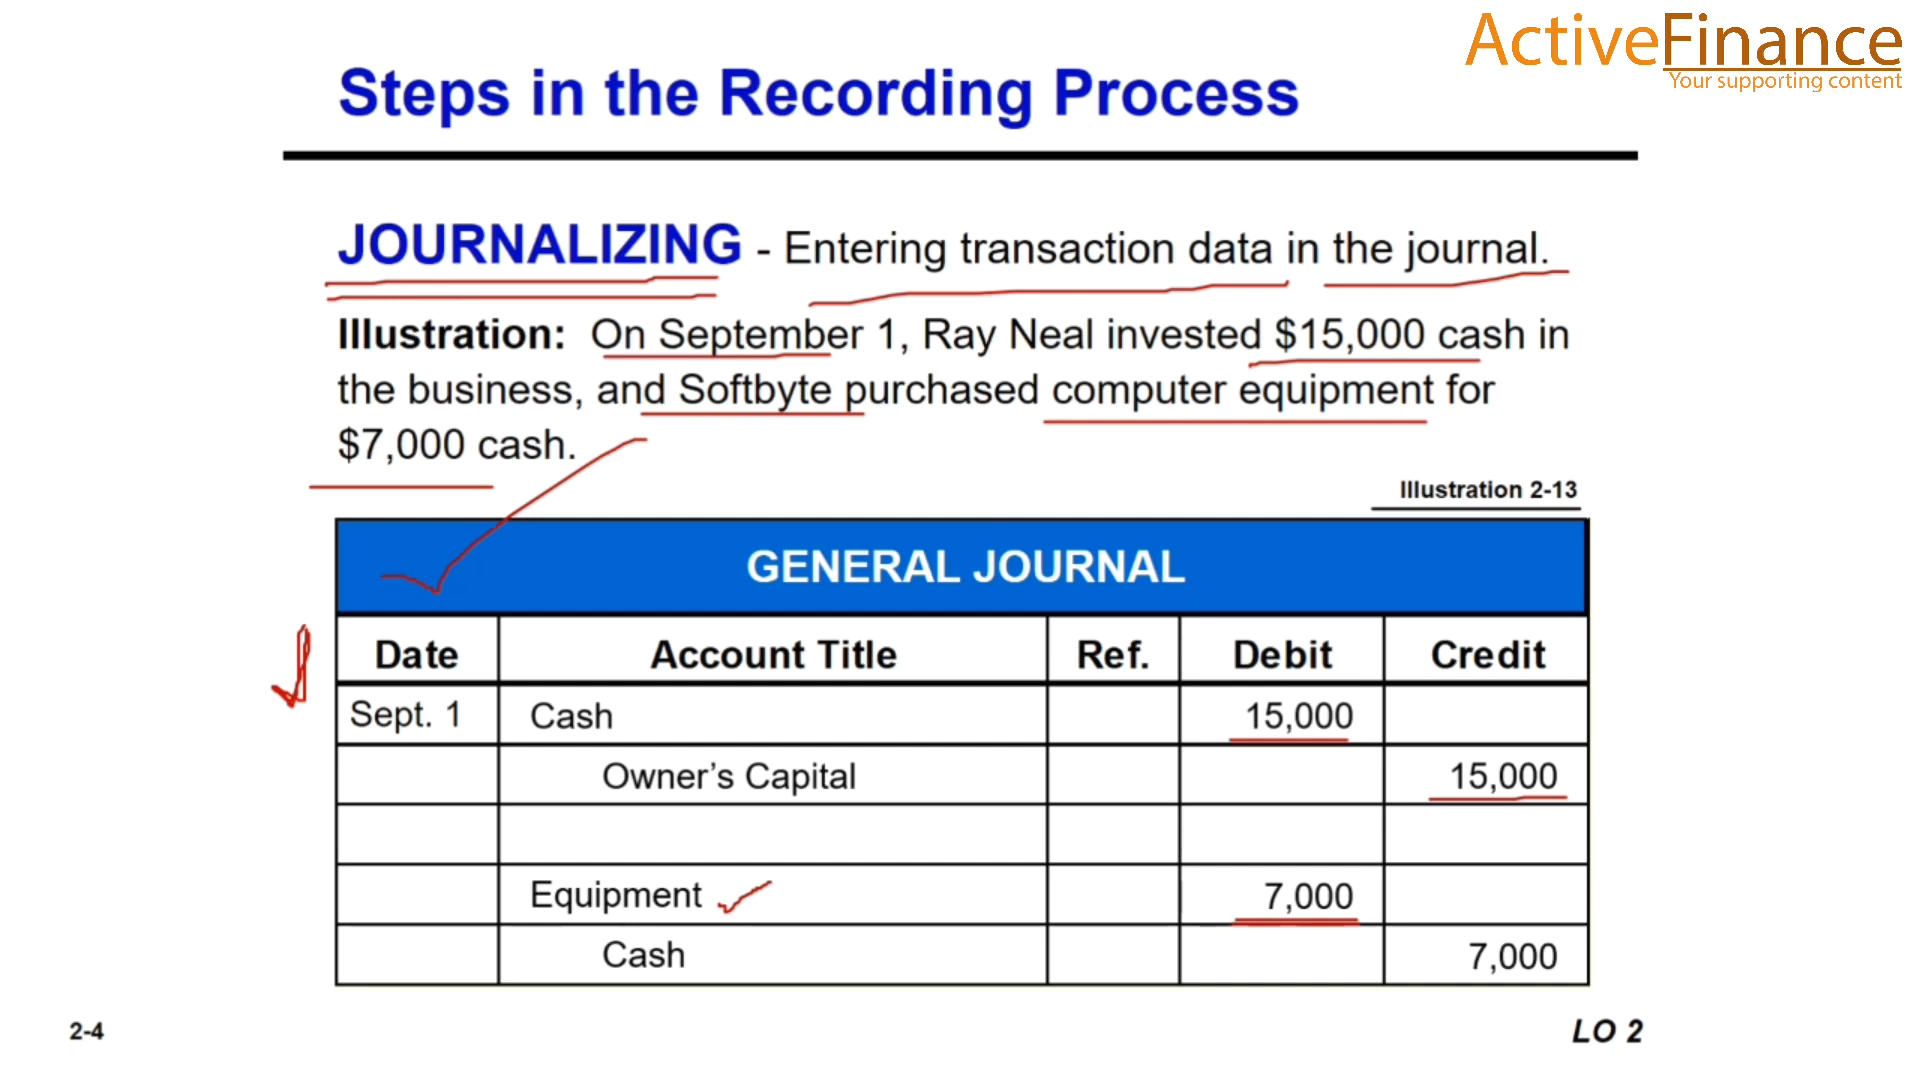 ActiveFinance
Your supporting content
Steps in the Recording Process
JOURNALIZING - Entering transaction data in the journal.
Illustration: On September 1, Ray Neal invested $15,000 cash in
the business, and Softbyte purchased computer equipment for
$7,000 cash.
Illustration 2-13
GENERAL JOURNAL
Date Account Title Ref. Debit Credit
Sept. 1 Cash 15,000
Owner’s Capital 15,000
Equipment 7,000
Cash 7,000
2-4 LO 2